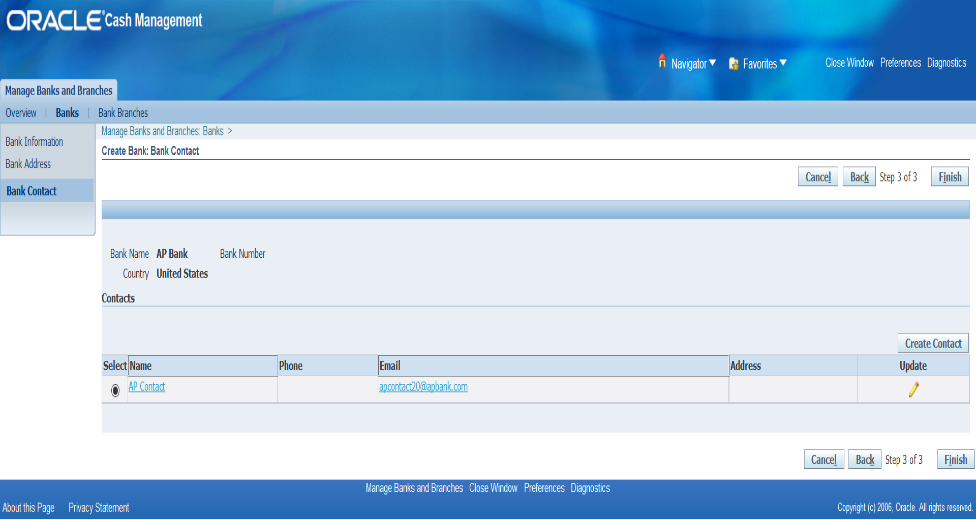 ORACLE® Cash Management
Navigator Favorites Close Window Preferences Diagnostics
Manage Banks and Branches
Overview | Banks | Bank Branches
Bank Information
Bank Address
Bank Contact
Manage Banks and Branches: Banks >
Create Bank: Bank Contact
Cancel Back Step 3 of 3 Finish
Bank Name AP Bank Bank Number
Country United States
Contacts
Create Contact
Select Name Phone Email Address Update
AP Contact apcontact20@apbank.com
Cancel Back Step 3 of 3 Finish
Manage Banks and Branches Close Window Preferences Diagnostics
About this Page Privacy Statement Copyright (c) 2006, Oracle. All rights reserved.